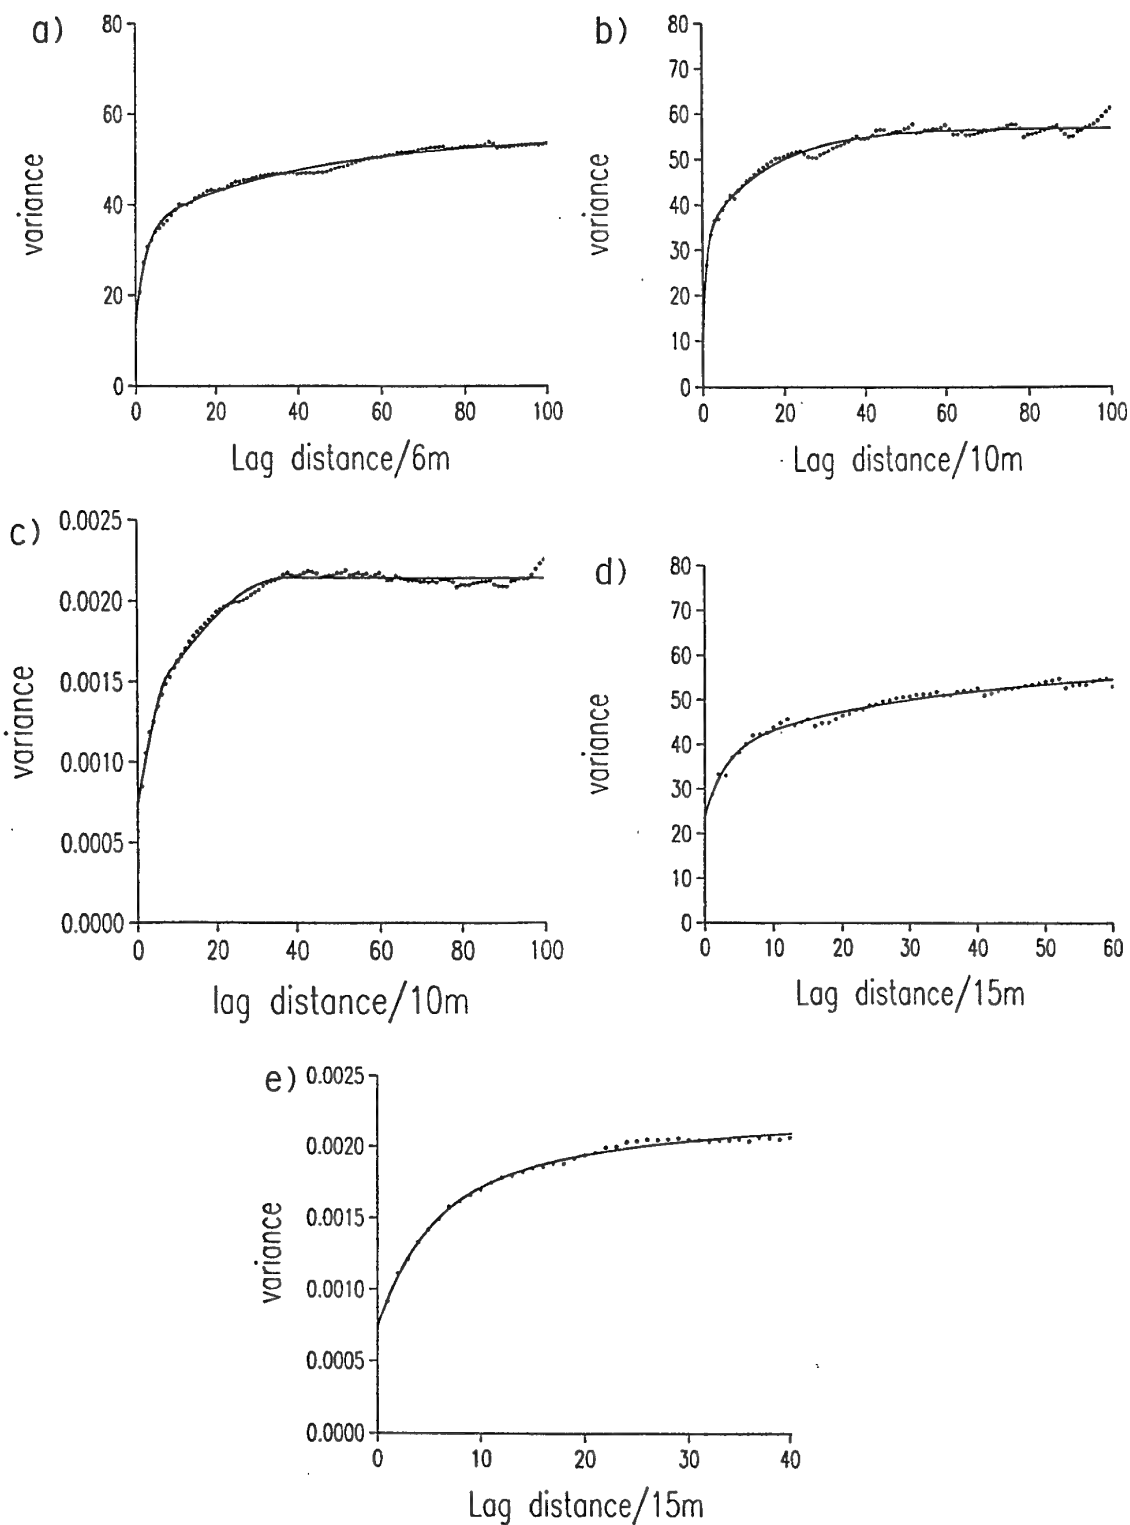 a)
80
60
40
20
0
variance
0 20 40 60 80 100
Lag distance/6m
b)
80
70
60
50
40
30
20
10
0
variance
0 20 40 60 80 100
Lag distance/10m
c)
0.0025
0.0020
0.0015
0.0010
0.0005
0.0000
variance
0 20 40 60 80 100
lag distance/10m
d)
80
70
60
50
40
30
20
10
0
variance
0 10 20 30 40 50 60
Lag distance/15m
e)
0.0025
0.0020
0.0015
0.0010
0.0005
0.0000
variance
0 10 20 30 40
Lag distance/15m